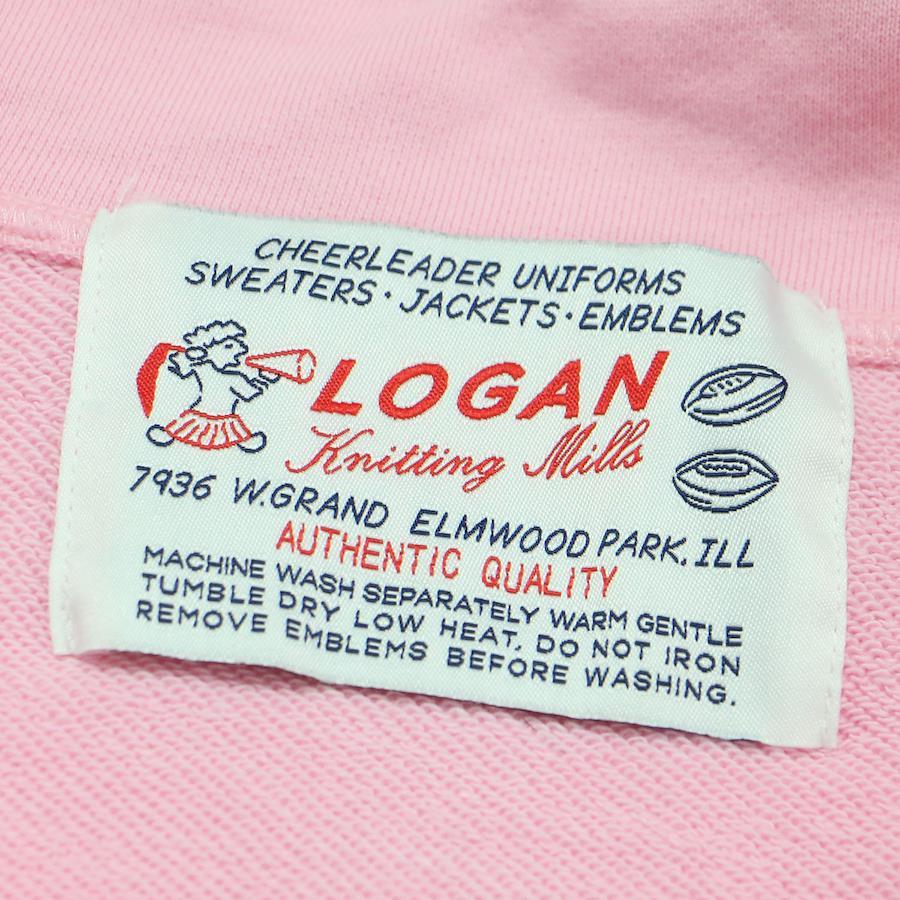 CHEERLEADER UNIFORMS
SWEATERS · JACKETS · EMBLEMS
LOGAN
Knitting Mills
7936 W. GRAND ELMWOOD PARK, ILL
AUTHENTIC QUALITY
MACHINE WASH SEPARATELY WARM GENTLE
TUMBLE DRY LOW HEAT, DO NOT IRON
REMOVE EMBLEMS BEFORE WASHING.